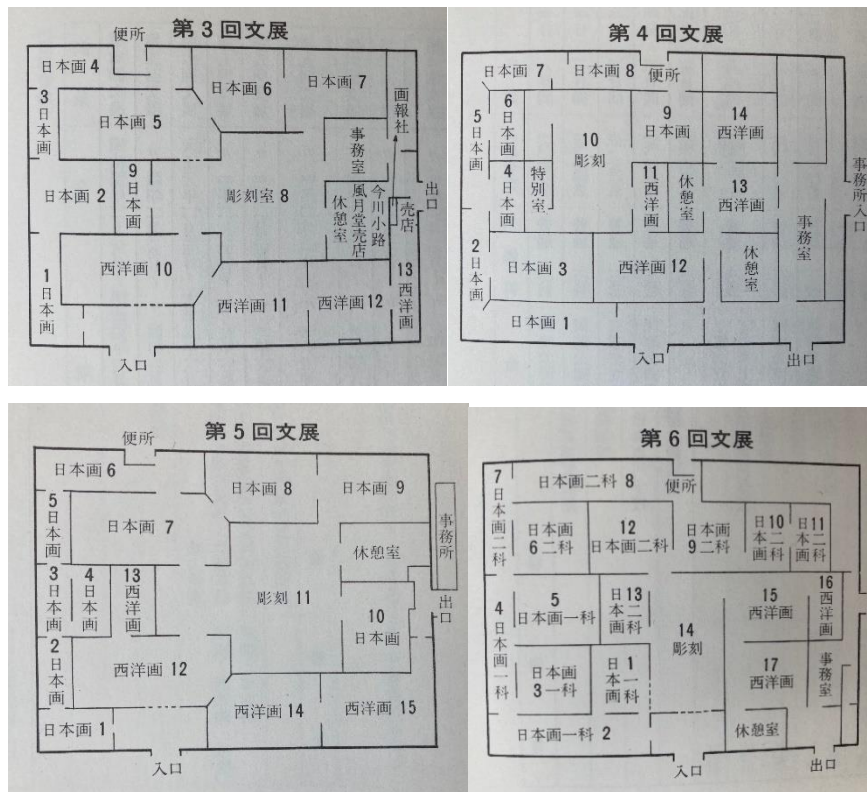 第3回文展
便所
日本画 4
3 日本画
日本画 5
日本画 6
日本画 7
画報社
事務室
日本画 2
9 日本画
彫刻室 8
休憩室
風月堂売店
今川小路
売店
出口
1 日本画
西洋画 10
西洋画 11
西洋画 12
13 西洋画
入口
第4回文展
日本画 7
日本画 8
便所
5 日本画
6 日本画
10 彫刻
9 日本画
14 西洋画
4 日本画
特別室
11 西洋画
休憩室
13 西洋画
事務所入口
2 日本画
日本画 3
西洋画 12
休憩室
事務室
日本画 1
入口
出口
第5回文展
便所
日本画 6
日本画 8
日本画 9
5 日本画
日本画 7
事務所
休憩室
3 日本画
4 日本画
13 西洋画
彫刻 11
10 日本画
出口
2 日本画
西洋画 12
西洋画 14
西洋画 15
日本画 1
入口
第6回文展
7 日本画二科
日本画二科 8
便所
日本画 6二科
12 日本画二科
日本画 9二科
10 日本画二科
11 日本画二科
4 日本画一科
5 日本画一科
13 日本画二科
14 彫刻
15 西洋画
16 西洋画
日本画 3一科
1 日本画一科
17 西洋画
事務室
日本画一科 2
休憩室
入口
出口